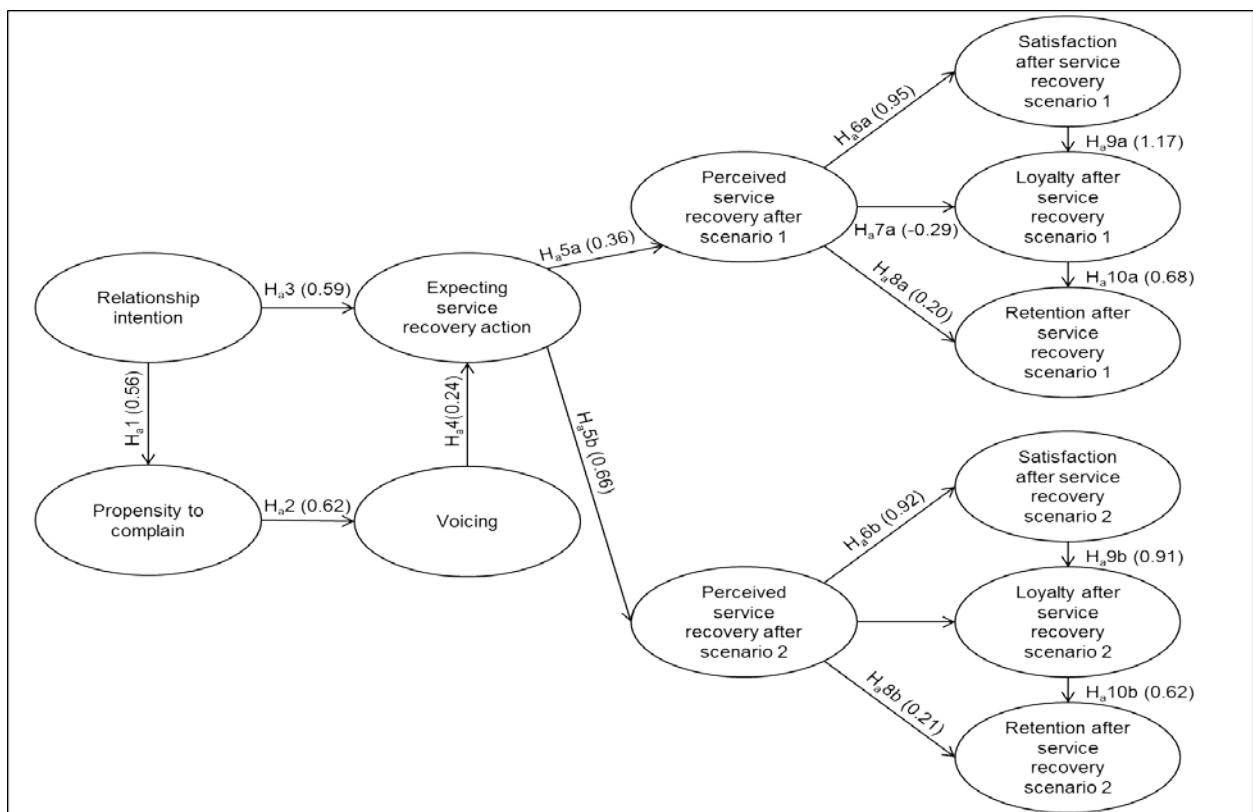 Satisfaction
after service
recovery
scenario 1
Hₐ6a (0.95)
Hₐ9a (1.17)
Perceived
service
recovery after
scenario 1
Loyalty after
service
recovery
scenario 1
Hₐ7a (-0.29)
Hₐ5a (0.36)
Hₐ8a (0.20)
Hₐ10a (0.68)
Relationship
intention
Hₐ3 (0.59)
Expecting
service
recovery action
Retention after
service
recovery
scenario 1
Hₐ1 (0.56)
Hₐ4(0.24)
Hₐ5b (0.66)
Propensity to
complain
Hₐ2 (0.62)
Voicing
Satisfaction
after service
recovery
scenario 2
Hₐ6b (0.92)
Hₐ9b (0.91)
Perceived
service
recovery after
scenario 2
Loyalty after
service
recovery
scenario 2
Hₐ8b (0.21)
Hₐ10b (0.62)
Retention after
service
recovery
scenario 2